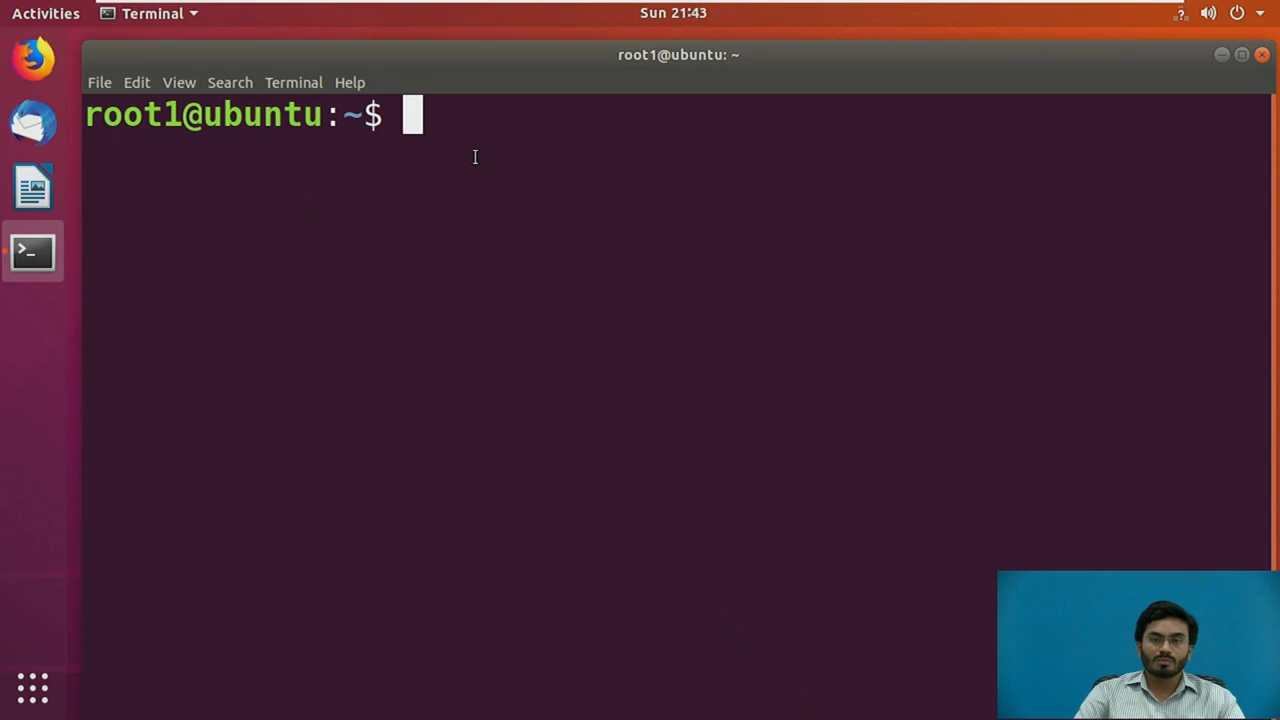 Activities
Terminal
Sun 21:43
root1@ubuntu: ~
File Edit View Search Terminal Help
root1@ubuntu:~$